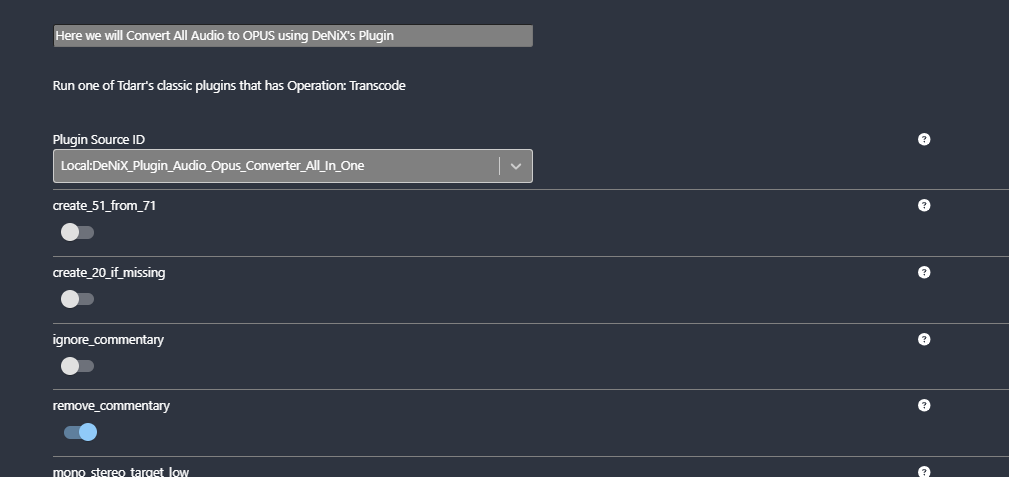 Here we will Convert All Audio to OPUS using DeNiX's Plugin
Run one of Tdarr's classic plugins that has Operation: Transcode
Plugin Source ID
?
Local:DeNiX_Plugin_Audio_Opus_Converter_All_In_One
create_51_from_71
?
create_20_if_missing
?
ignore_commentary
?
remove_commentary
?
mono_stereo_target_low
?